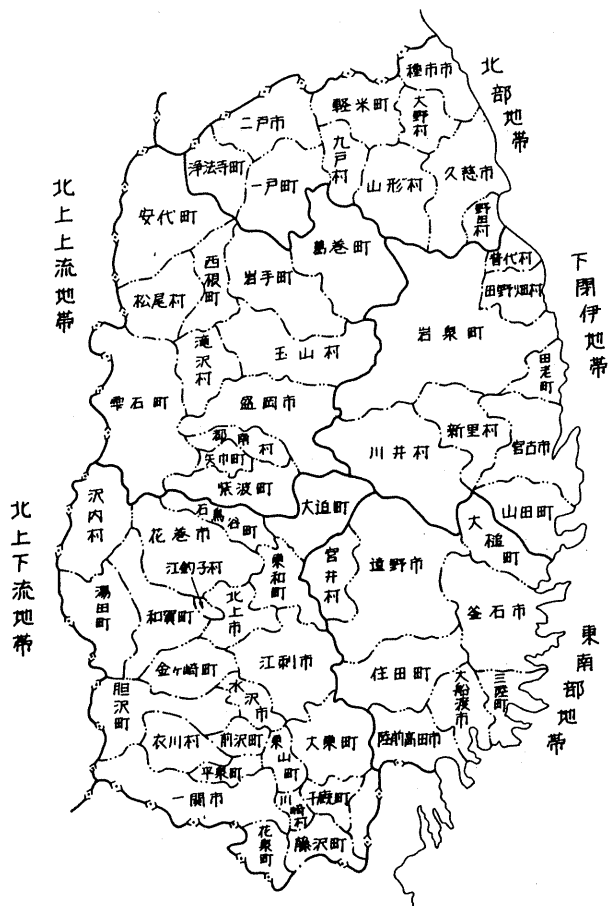 種市市
北部地帯
軽米町
大野村
二戸市
九戸村
浄法寺町
一戸町
山形村
久慈市
野田村
北上上流地帯
安代町
葛巻町
西根町
岩手町
普代村
田野畑村
下閉伊地帯
松尾村
岩泉町
滝沢村
玉山村
田老町
雫石町
盛岡市
新里村
都南村
矢巾町
川井村
宮古市
紫波町
沢内村
大迫町
山田町
石鳥谷町
大槌町
北上下流地帯
花巻市
江釣子村
東和町
宮井村
遠野市
湯田町
和賀町
北上市
釜石市
東南部地帯
金ヶ崎町
江刺市
住田町
大船渡市
三陸町
胆沢町
水沢市
衣川村
前沢町
東山町
大東町
陸前高田市
平泉町
一関市
川崎村
千厩町
花泉町
藤沢町